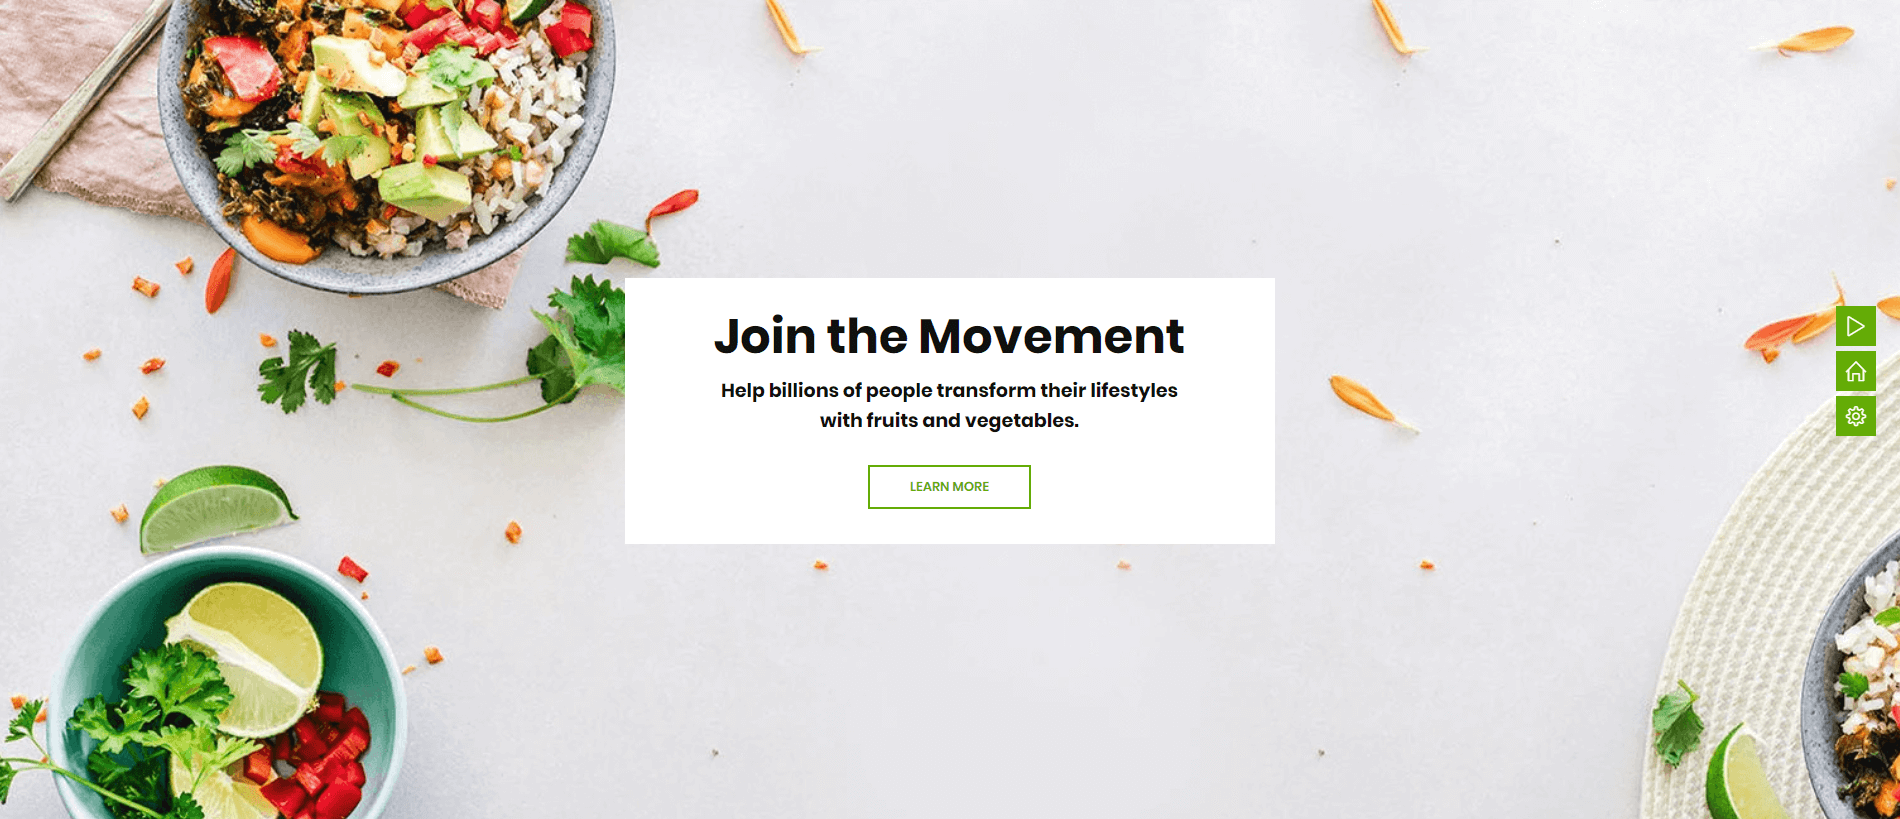 Join the Movement
Help billions of people transform their lifestyles
with fruits and vegetables.
LEARN MORE